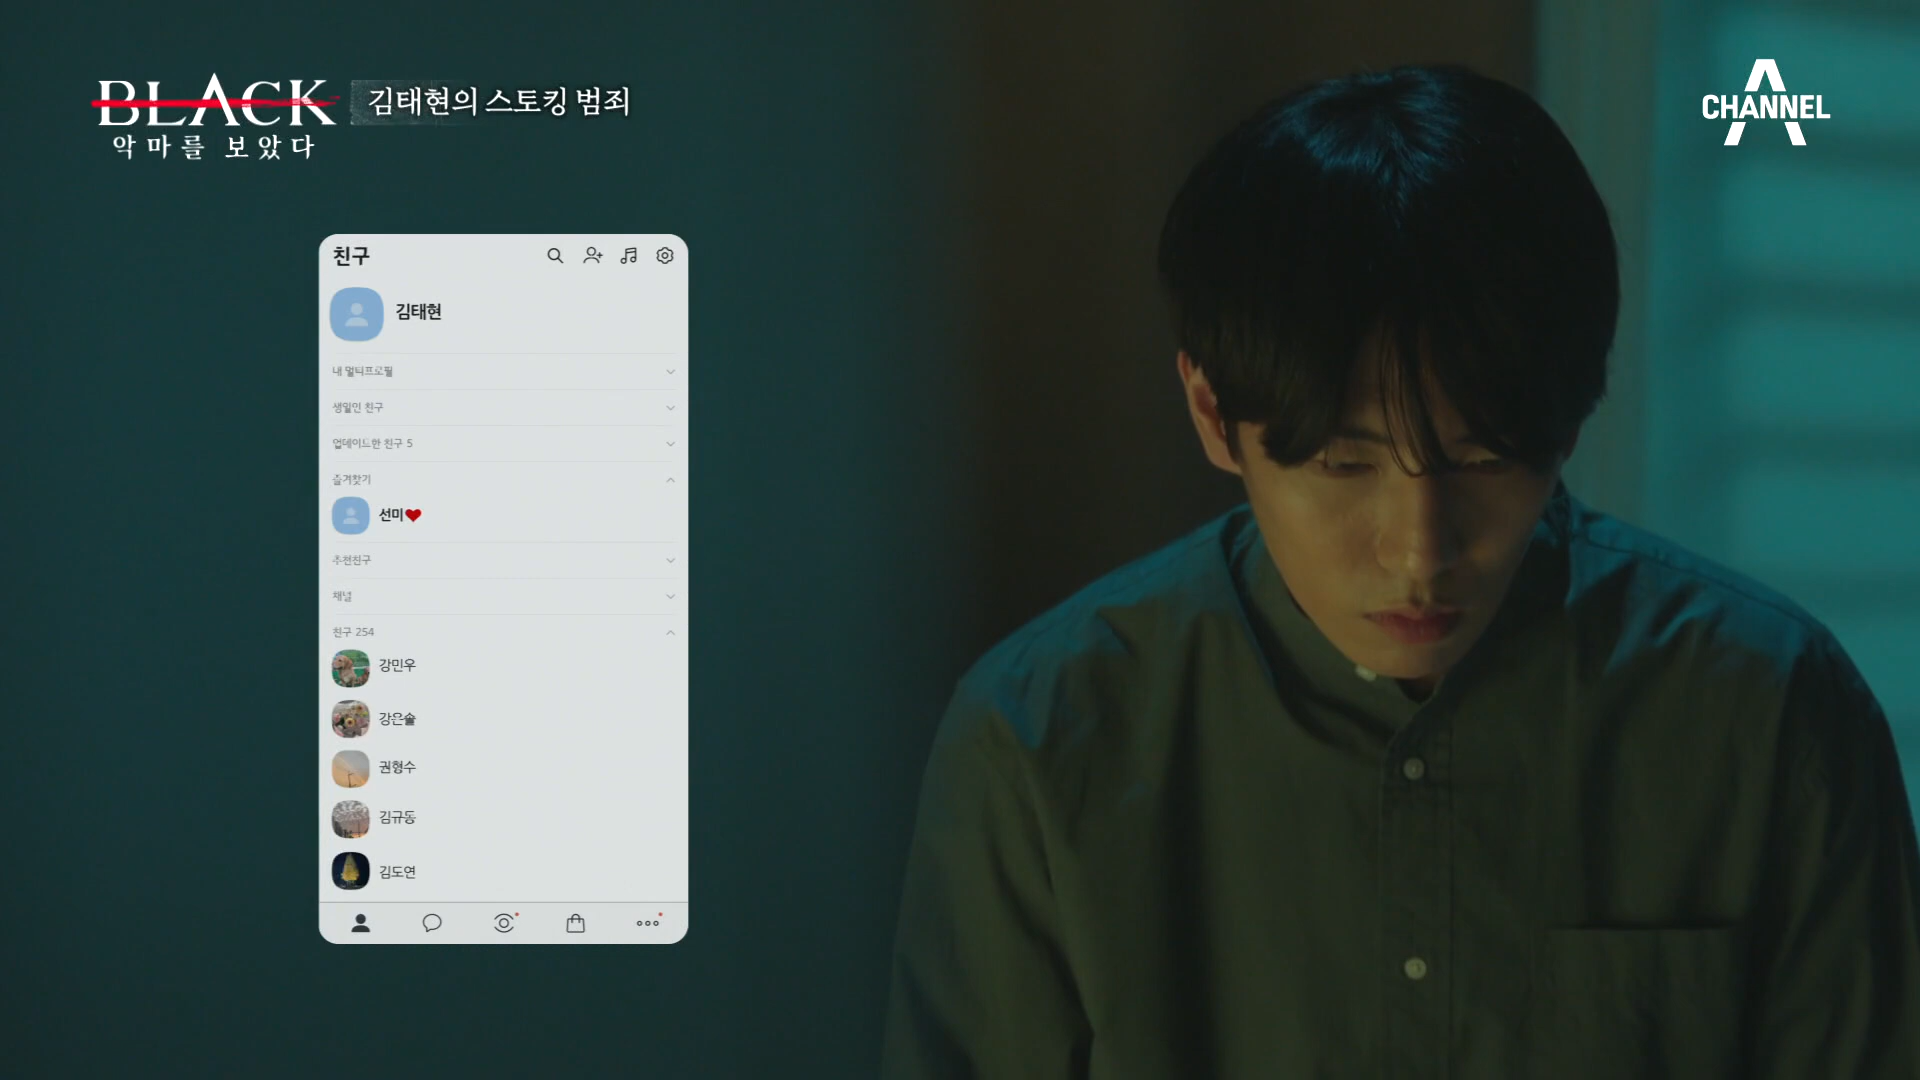 BLACK
악마를 보았다
김태현의 스토킹 범죄
CHANNEL A
친구
김태현
내 멀티프로필
생일인 친구
업데이트한 친구 5
즐겨찾기
선미❤
추천친구
채널
친구 254
강민우
강은솔
권형수
김규동
김도연